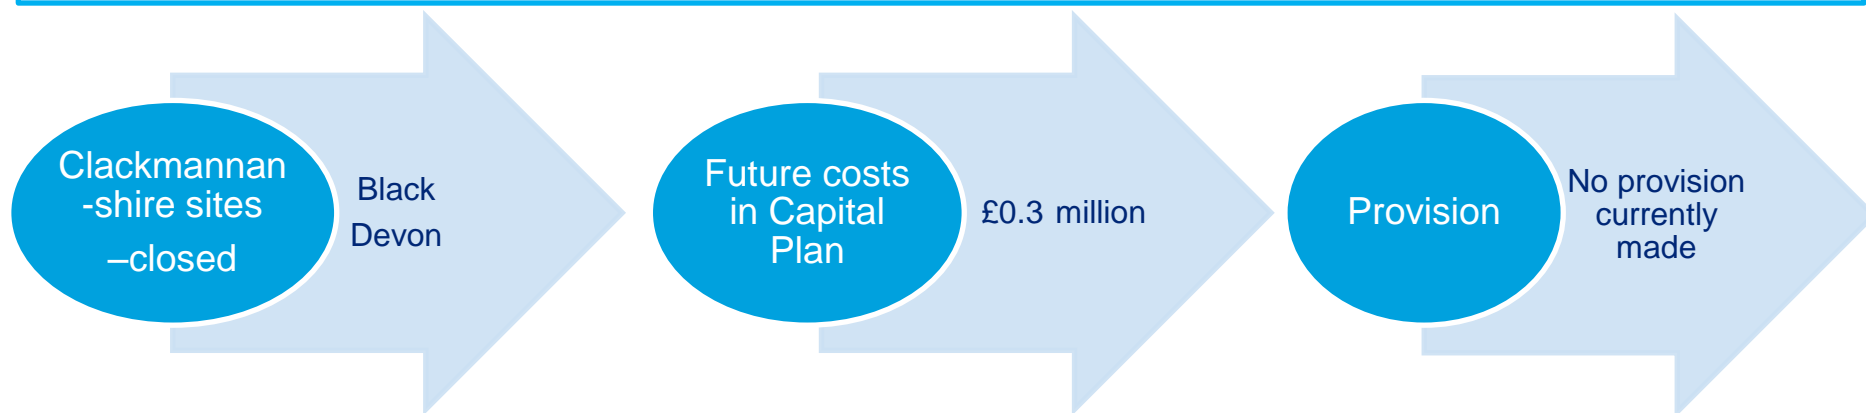 Clackmannan
-shire sites
–closed
Black
Devon
Future costs
in Capital
Plan
£0.3 million
Provision
No provision
currently
made